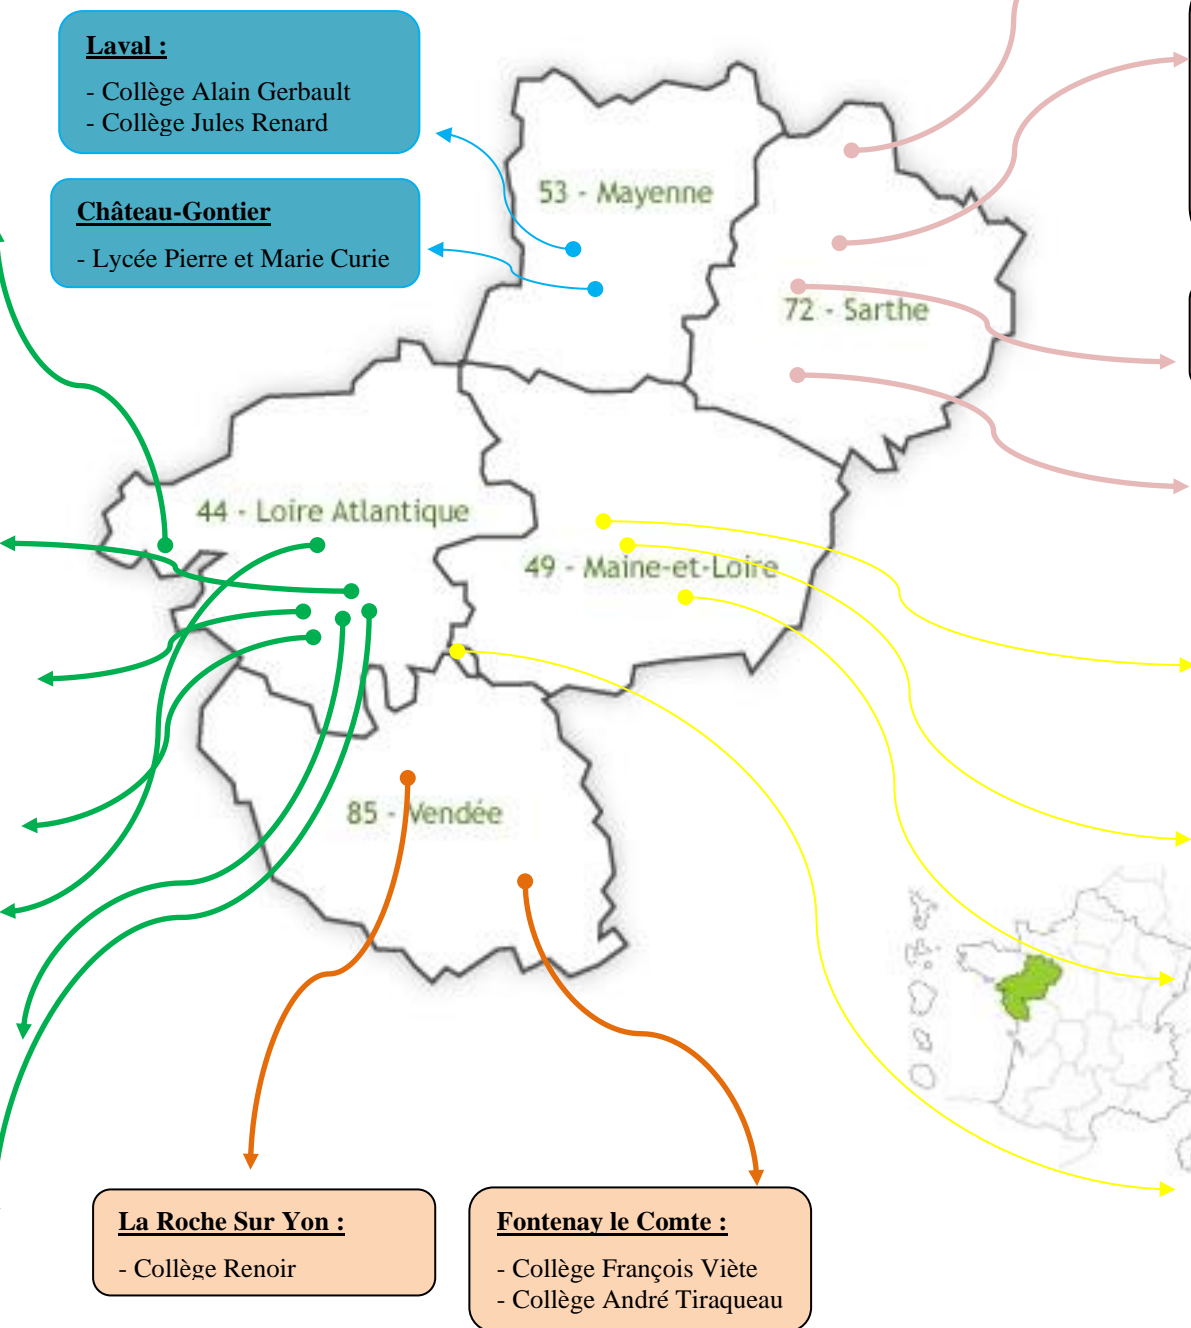 Laval :
- Collège Alain Gerbault
- Collège Jules Renard
Château-Gontier
- Lycée Pierre et Marie Curie
53 - Mayenne
72 - Sarthe
44 - Loire Atlantique
49 - Maine-et-Loire
85 - Vendée
La Roche Sur Yon :
- Collège Renoir
Fontenay le Comte :
- Collège François Viète
- Collège André Tiraqueau